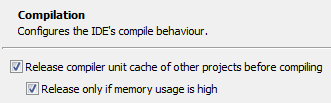 Compilation
Configures the IDE's compile behaviour.
Release compiler unit cache of other projects before compiling
Release only if memory usage is high